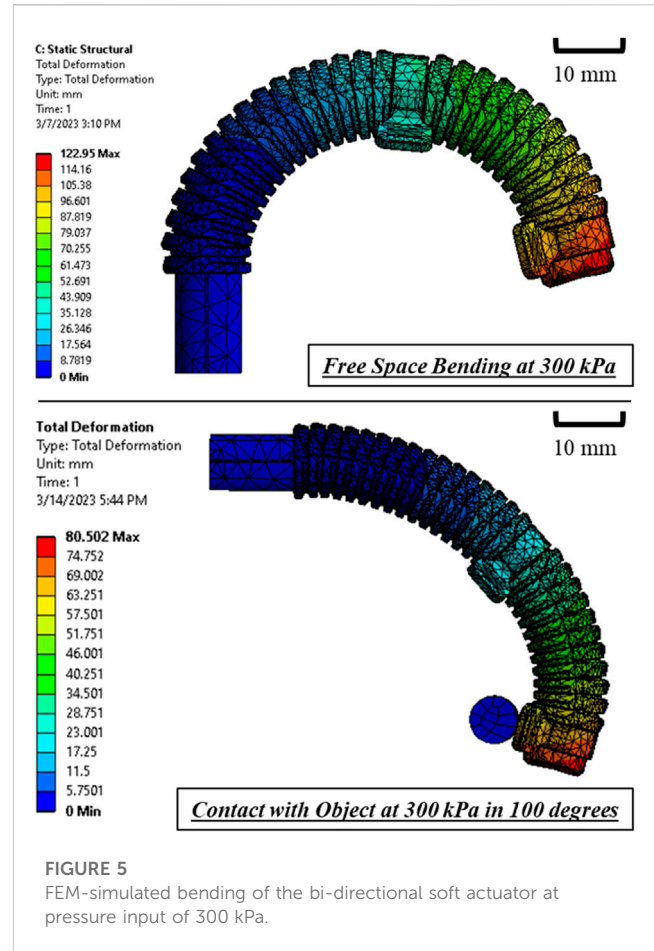 C: Static Structural
Total Deformation
Type: Total Deformation
Unit: mm
Time: 1
3/7/2023 3:10 PM
122.95 Max
114.16
105.38
96.601
87.819
79.037
70.255
61.473
52.691
43.909
35.128
26.346
17.564
8.7819
0 Min
10 mm
Free Space Bending at 300 kPa
Total Deformation
Type: Total Deformation
Unit: mm
Time: 1
3/14/2023 5:44 PM
80.502 Max
74.752
69.002
63.251
57.501
51.751
46.001
40.251
34.501
28.751
23.001
17.25
11.5
5.7501
0 Min
10 mm
Contact with Object at 300 kPa in 100 degrees
FIGURE 5
FEM-simulated bending of the bi-directional soft actuator at
pressure input of 300 kPa.